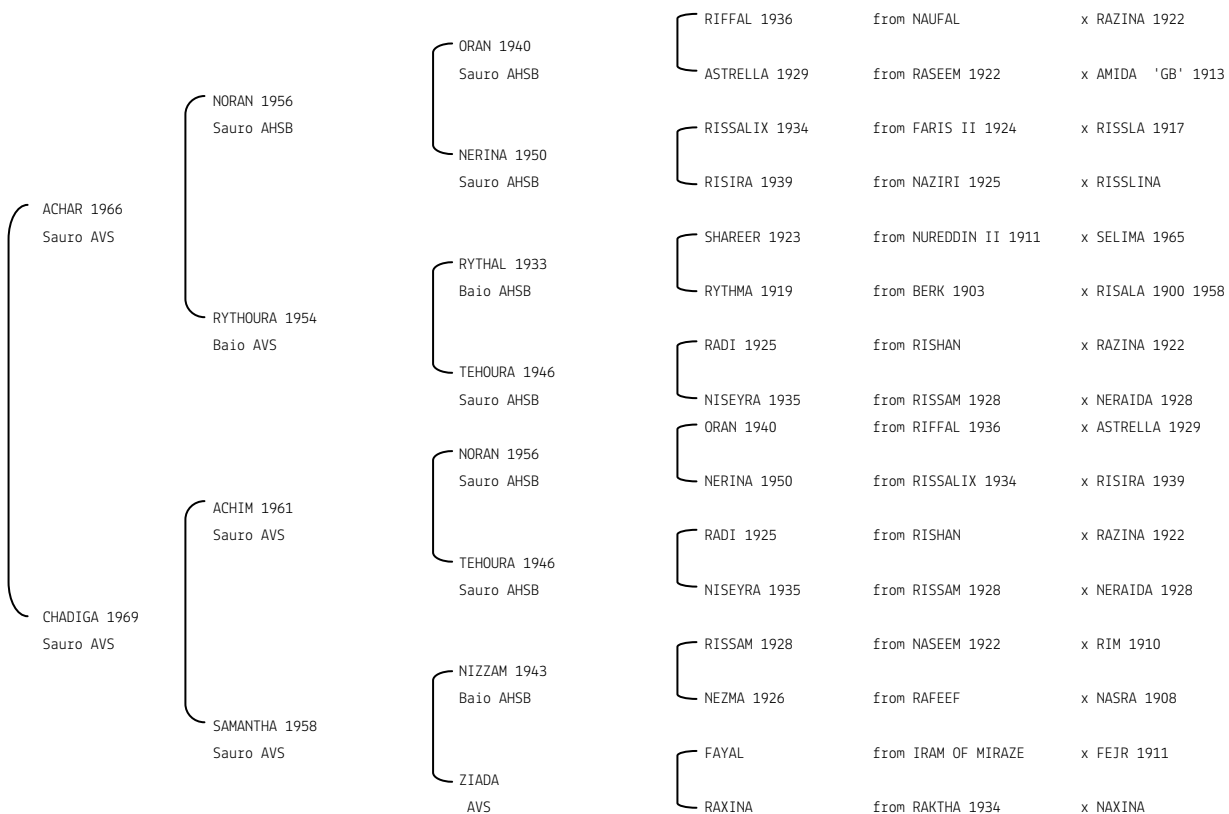 RIFFAL 1936 from NAUFAL x RAZINA 1922
ORAN 1940
Sauro AHSB ASTRELLA 1929 from RASEEM 1922 x AMIDA 'GB' 1913
NORAN 1956
Sauro AHSB RISSALIX 1934 from FARIS II 1924 x RISSLA 1917
NERINA 1950
Sauro AHSB RISIRA 1939 from NAZIRI 1925 x RISSLINA
ACHAR 1966
Sauro AVS SHAREER 1923 from NUREDDIN II 1911 x SELIMA 1965
RYTHAL 1933
Baio AHSB RYTHMA 1919 from BERK 1903 x RISALA 1900 1958
RYTHOURA 1954
Baio AVS RADI 1925 from RISHAN x RAZINA 1922
TEHOURA 1946
Sauro AHSB NISEYRA 1935 from RISSAM 1928 x NERAIDA 1928
ORAN 1940 from RIFFAL 1936 x ASTRELLA 1929
NORAN 1956
Sauro AHSB NERINA 1950 from RISSALIX 1934 x RISIRA 1939
ACHIM 1961
Sauro AVS RADI 1925 from RISHAN x RAZINA 1922
TEHOURA 1946
Sauro AHSB NISEYRA 1935 from RISSAM 1928 x NERAIDA 1928
CHADIGA 1969
Sauro AVS RISSAM 1928 from NASEEM 1922 x RIM 1910
NIZZAM 1943
Baio AHSB NEZMA 1926 from RAFEEF x NASRA 1908
SAMANTHA 1958
Sauro AVS FAYAL from IRAM OF MIRAZE x FEJR 1911
ZIADA
AVS RAXINA from RAKTHA 1934 x NAXINA